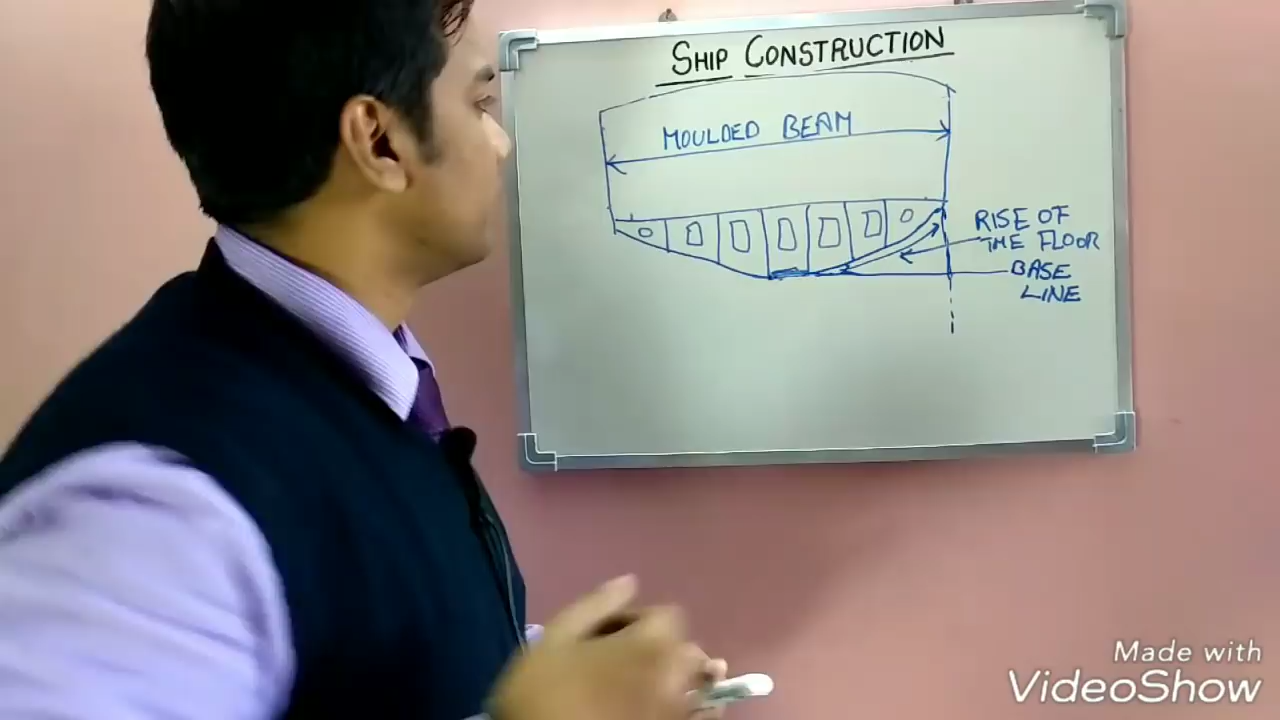 SHIP CONSTRUCTION
MOULDED BEAM
RISE OF
THE FLOOR
BASE
LINE
Made with
VideoShow